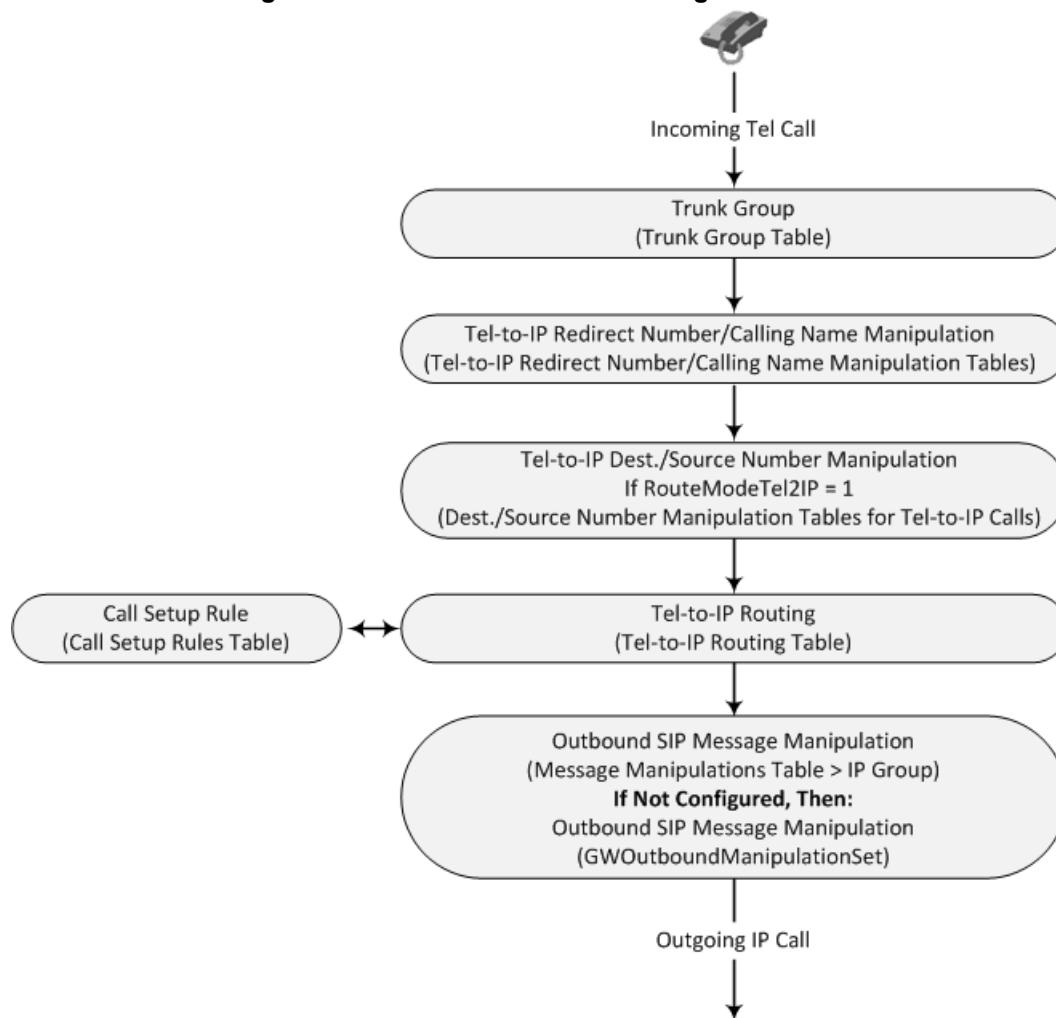 Incoming Tel Call
Trunk Group
(Trunk Group Table)
Tel-to-IP Redirect Number/Calling Name Manipulation
(Tel-to-IP Redirect Number/Calling Name Manipulation Tables)
Tel-to-IP Dest./Source Number Manipulation
If RouteModeTel2IP = 1
(Dest./Source Number Manipulation Tables for Tel-to-IP Calls)
Call Setup Rule
(Call Setup Rules Table)
Tel-to-IP Routing
(Tel-to-IP Routing Table)
Outbound SIP Message Manipulation
(Message Manipulations Table > IP Group)
If Not Configured, Then:
Outbound SIP Message Manipulation
(GWOutboundManipulationSet)
Outgoing IP Call